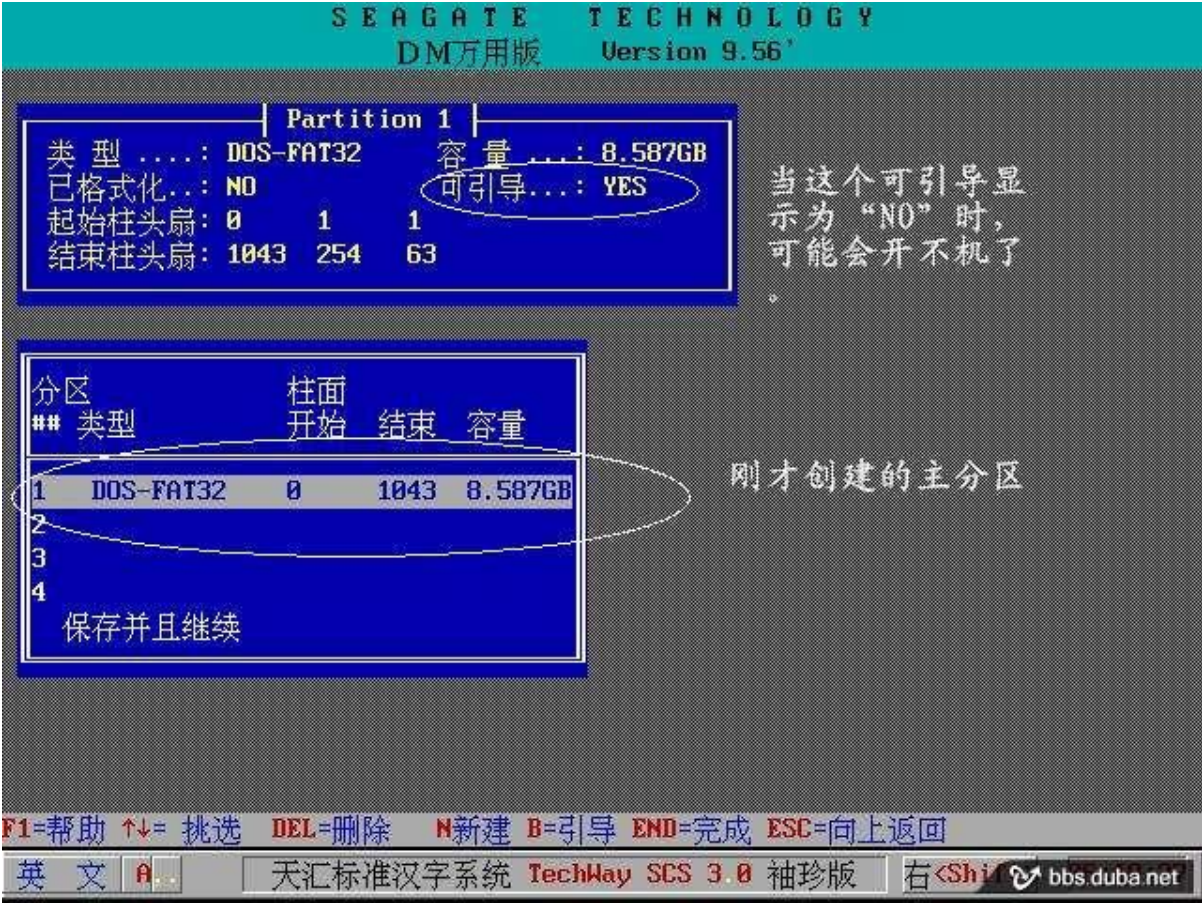 SEAGATE TECHNOLOGY
DM万用版 Version 9.56'
Partition 1
类 型 ....: DOS-FAT32 容 量 ...: 8.587GB
已格式化..: NO 可引导...: YES
起始柱头扇: 0 1 1
结束柱头扇: 1043 254 63
当这个可引导显
示为“NO”时,
可能会开不机了
。
分区 柱面
## 类型 开始 结束 容量
1 DOS-FAT32 0 1043 8.587GB
2
3
4
保存并且继续
刚才创建的主分区
F1=帮助 ↑↓= 挑选 DEL=删除 N新建 B=引导 END=完成 ESC=向上返回
英 文 A.. 天汇标准汉字系统 TechWay SCS 3.0 袖珍版 右<Shi
bbs.duba.net